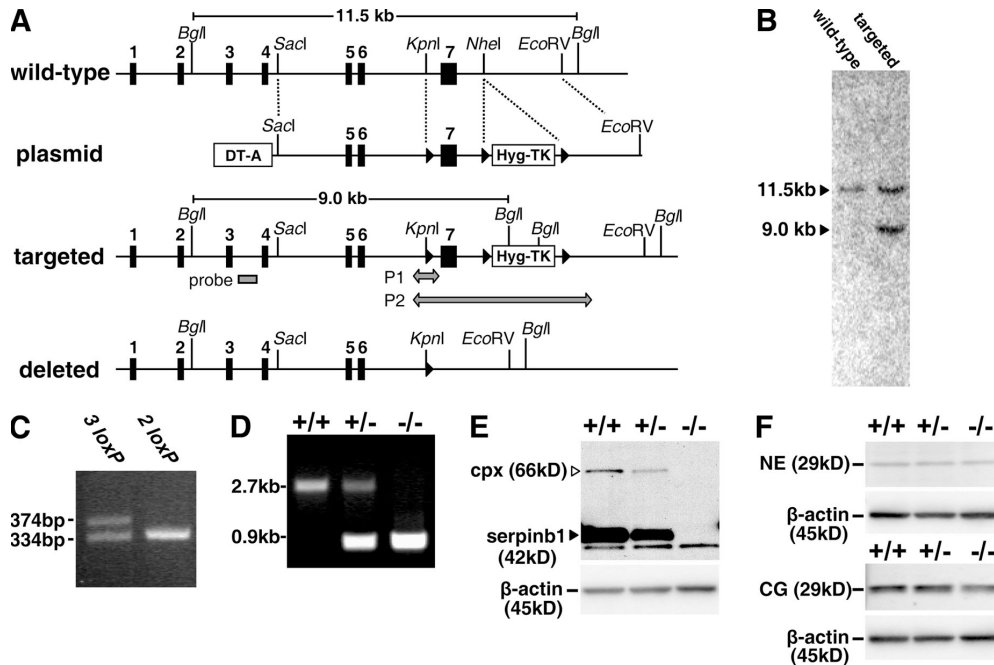 A
11.5 kb
BglI SacI KpnI NheI EcoRV BglI
1 2 3 4 5 6 7
wild-type
SacI EcoRV
5 6 7
plasmid DT-A Hyg-TK
9.0 kb
BglI SacI KpnI BglI BglI EcoRV BglI
1 2 3 4 5 6 7
targeted Hyg-TK
probe P1
P2
BglI SacI KpnI EcoRV BglI
1 2 3 4 5 6
deleted
B
wild-type
targeted
11.5kb
9.0 kb
C
3 loxP
2 loxP
374bp
334bp
D
+/+ +/- -/-
2.7kb
0.9kb
E
+/+ +/- -/-
cpx (66kD)
serpinb1
(42kD)
β-actin
(45kD)
F
+/+ +/- -/-
NE (29kD)
β-actin
(45kD)
+/+ +/- -/-
CG (29kD)
β-actin
(45kD)